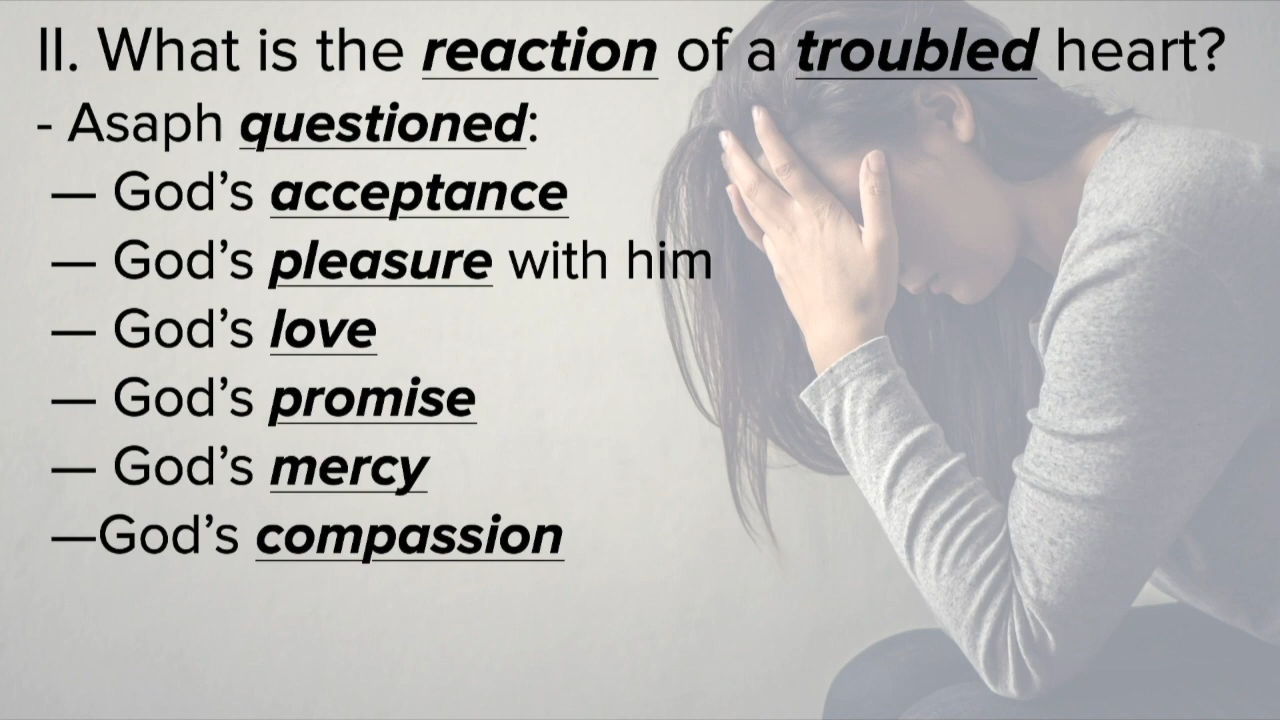 II. What is the reaction of a troubled heart?
- Asaph questioned:
— God’s acceptance
— God’s pleasure with him
— God’s love
— God’s promise
— God’s mercy
—God’s compassion